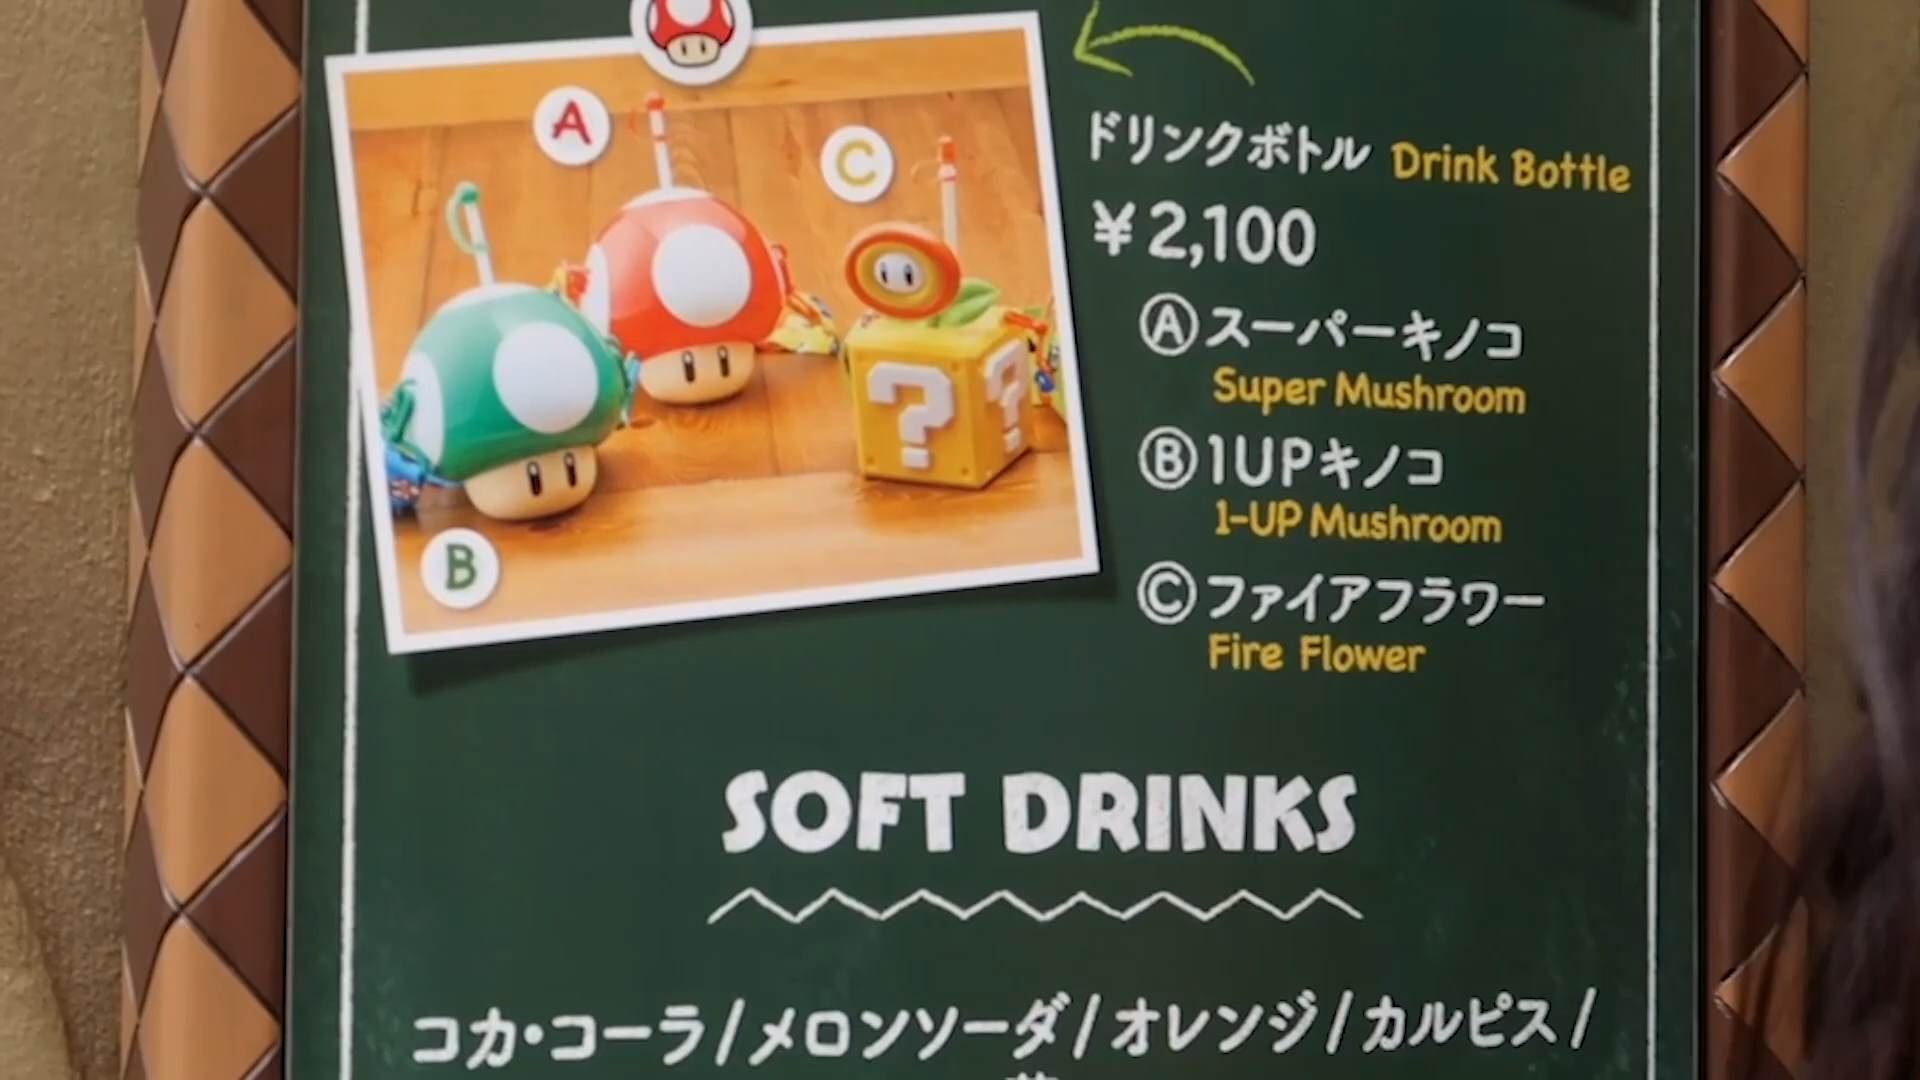 A
C
B
ドリンクボトル Drink Bottle
¥2,100
Ⓐスーパーキノコ
Super Mushroom
Ⓑ1UPキノコ
1-UP Mushroom
Ⓒファイアフラワー
Fire Flower
SOFT DRINKS
コカ・コーラ/メロンソーダ/オレンジ/カルピス/